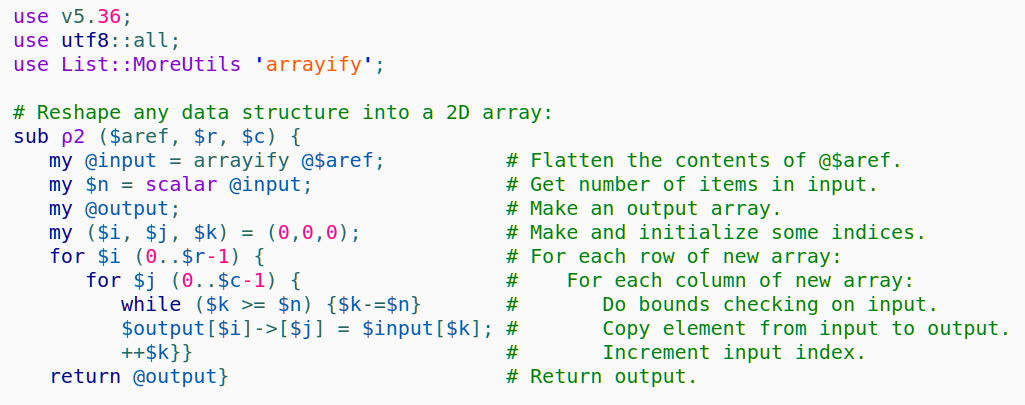 use v5.36;
use utf8::all;
use List::MoreUtils 'arrayify';

# Reshape any data structure into a 2D array:
sub ρ2 ($aref, $r, $c) {
   my @input = arrayify @$aref;          # Flatten the contents of @$aref.
   my $n = scalar @input;                # Get number of items in input.
   my @output;                           # Make an output array.
   my ($i, $j, $k) = (0,0,0);            # Make and initialize some indices.
   for $i (0..$r-1) {                    # For each row of new array:
      for $j (0..$c-1) {                 #    For each column of new array:
         while ($k >= $n) {$k-=$n}       #       Do bounds checking on input.
         $output[$i]->[$j] = $input[$k]; #       Copy element from input to output.
         ++$k}}                          #       Increment input index.
   return @output}                       # Return output.